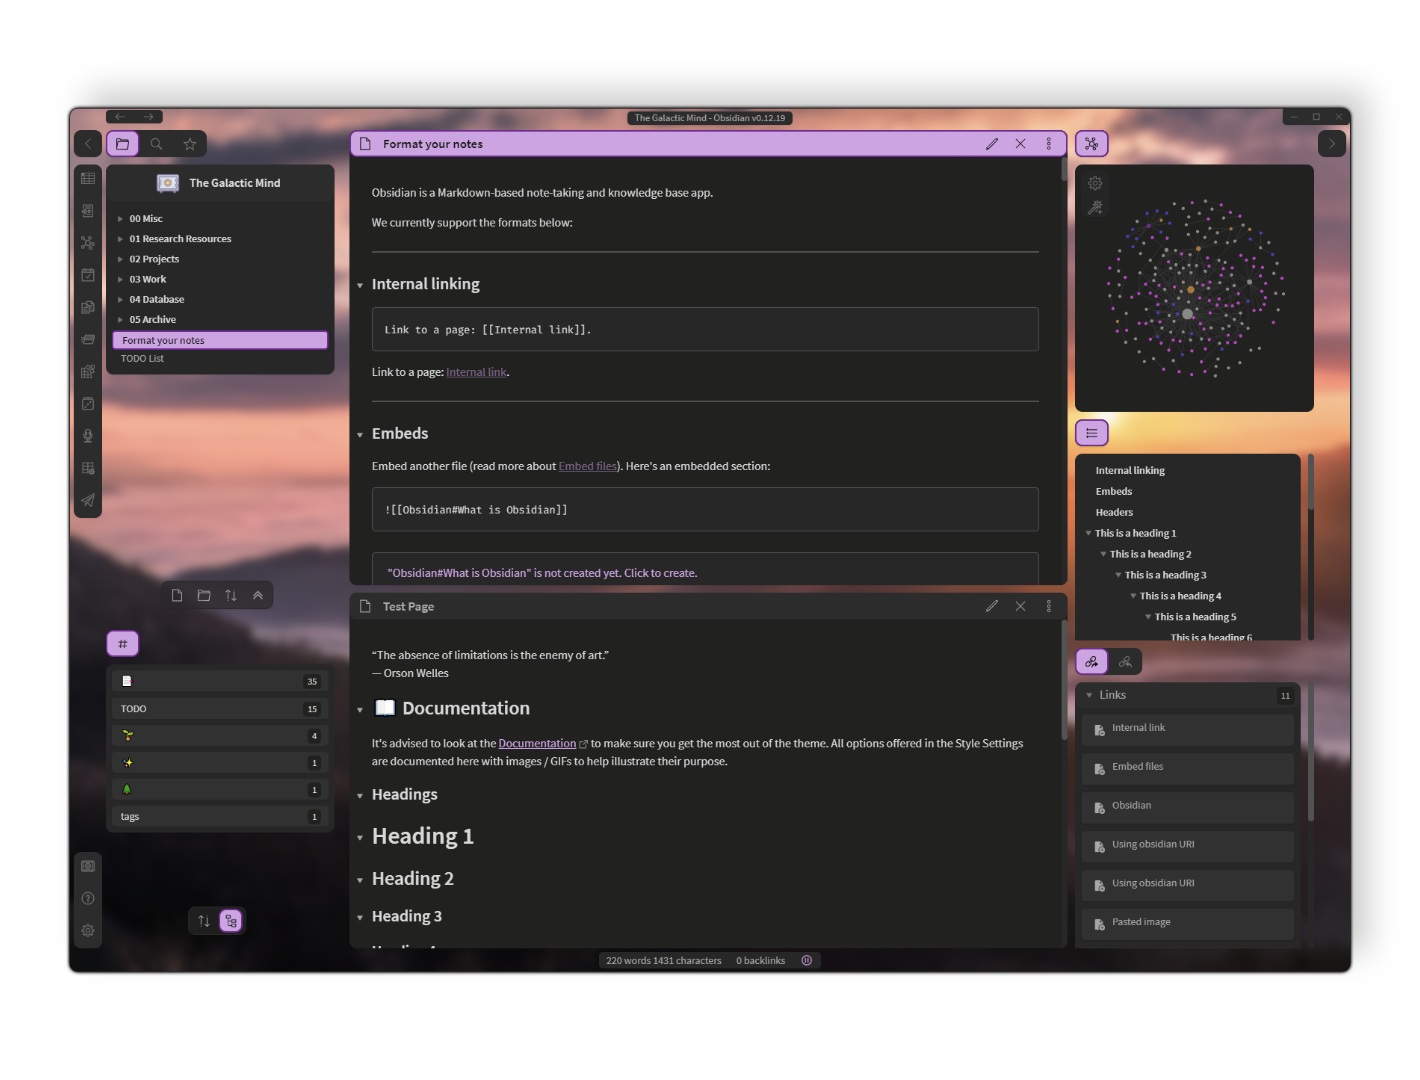 The Galactic Mind - Obsidian v0.12.19
The Galactic Mind
00 Misc
01 Research Resources
02 Projects
03 Work
04 Database
05 Archive
Format your notes
TODO List
#
35
TODO 15
4
1
1
tags 1
Format your notes
Obsidian is a Markdown-based note-taking and knowledge base app.
We currently support the formats below:
Internal linking
Link to a page: [[Internal link]].
Link to a page: Internal link.
Embeds
Embed another file (read more about Embed files). Here's an embedded section:
![[Obsidian#What is Obsidian]]
"Obsidian#What is Obsidian" is not created yet. Click to create.
Test Page
“The absence of limitations is the enemy of art.”
— Orson Welles
Documentation
It's advised to look at the Documentation to make sure you get the most out of the theme. All options offered in the Style Settings
are documented here with images / GIFs to help illustrate their purpose.
Headings
Heading 1
Heading 2
Heading 3
Heading 4
220 words 1431 characters 0 backlinks
Internal linking
Embeds
Headers
This is a heading 1
This is a heading 2
This is a heading 3
This is a heading 4
This is a heading 5
This is a heading 6
Links 11
Internal link
Embed files
Obsidian
Using obsidian URI
Using obsidian URI
Pasted image